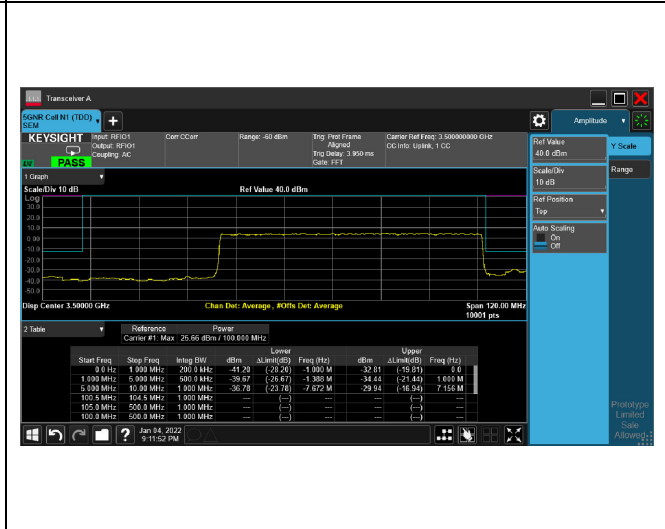 Transceiver A
5GNR Cell N1 (TDD)
SEM
Amplitude
KEYSIGHT
Input: RFIO1
Output: RFIO1
Coupling: AC
Corr CCorr
Range: -60 dBm
Trig: Prot Frame
Aligned
Trig Delay: 3.950 ms
Gate: FFT
Carrier Ref Freq: 3.500000000 GHz
CC Info: Uplink, 1 CC
PASS
Ref Value
40.0 dBm
Y Scale
Scale/Div
10 dB
Range
Ref Position
Top
Auto Scaling
On
Off
1 Graph
Scale/Div 10 dB
Ref Value 40.0 dBm
Log
30.0
20.0
10.0
0.00
-10.0
-20.0
-30.0
-40.0
-50.0
Disp Center 3.50000 GHz
Chan Det: Average , #Offs Det: Average
Span 120.00 MHz
10001 pts
2 Table
Reference Power
Carrier #1: Max 25.66 dBm / 100.000 MHz
Lower Upper
Start Freq Stop Freq Integ BW dBm ΔLimit(dB) Freq (Hz) dBm ΔLimit(dB) Freq (Hz)
0.0 Hz 1.000 MHz 200.0 kHz -41.20 (-28.20) -1.000 M -32.81 (-19.81) 0.0
1.000 MHz 5.000 MHz 500.0 kHz -39.67 (-26.67) -1.388 M -34.44 (-21.44) 1.000 M
5.000 MHz 10.00 MHz 1.000 MHz -36.78 (-23.78) -7.672 M -29.94 (-16.94) 7.156 M
100.5 MHz 104.5 MHz 1.000 MHz --- (---) --- --- (---) ---
105.0 MHz 500.0 MHz 1.000 MHz --- (---) --- --- (---) ---
100.0 MHz 500.0 MHz 1.000 MHz --- (---) --- --- (---) ---
Prototype
Limited
Sale
Allowed
Jan 04, 2022
9:11:52 PM